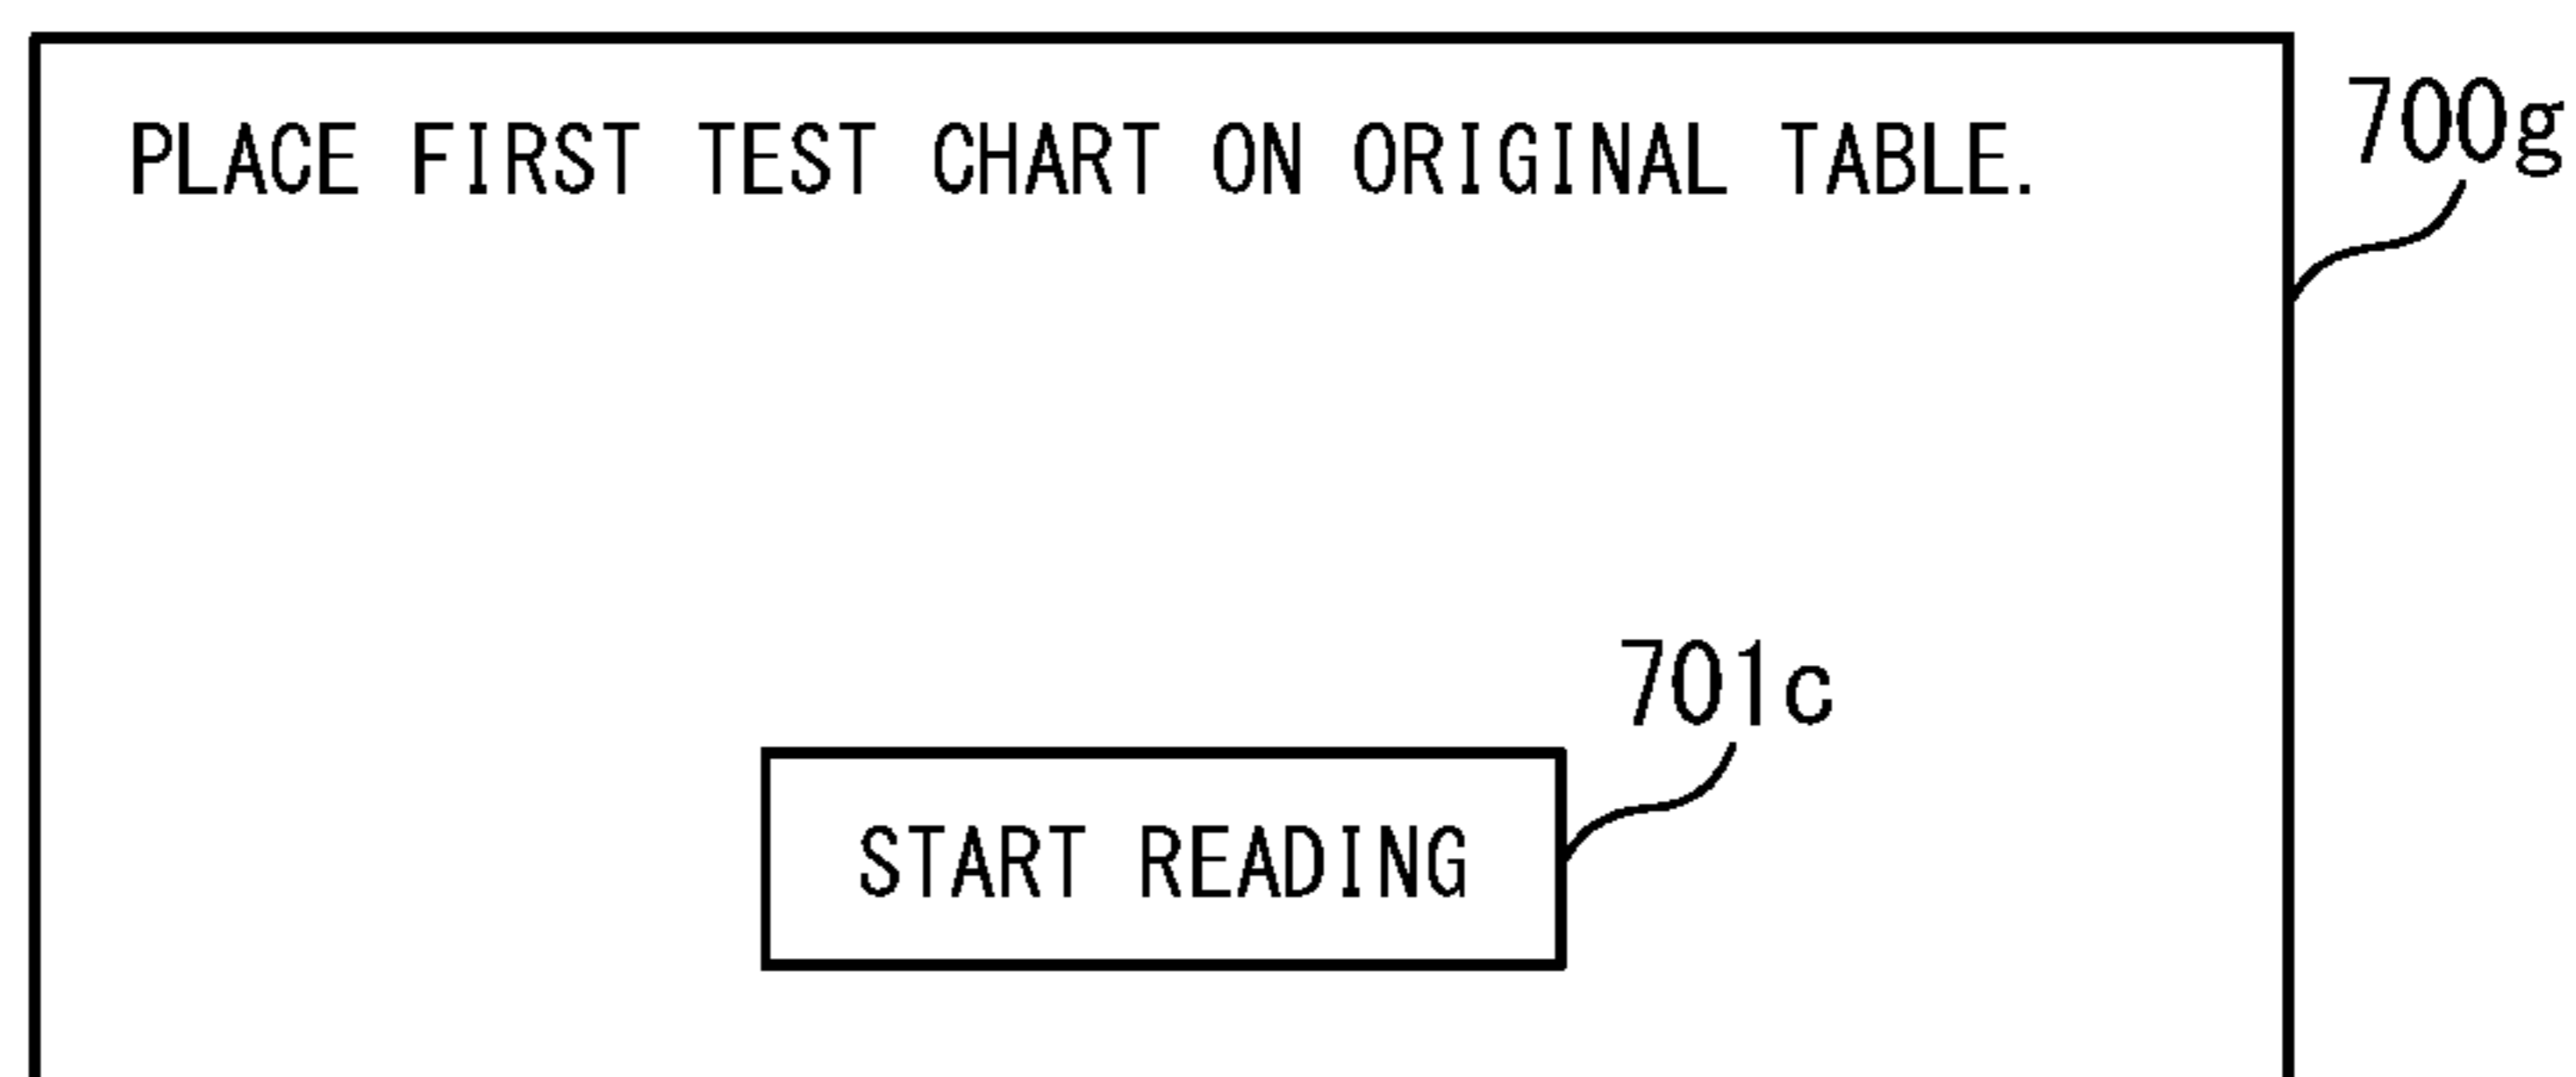 PLACE FIRST TEST CHART ON ORIGINAL TABLE.
700g
701c
START READING